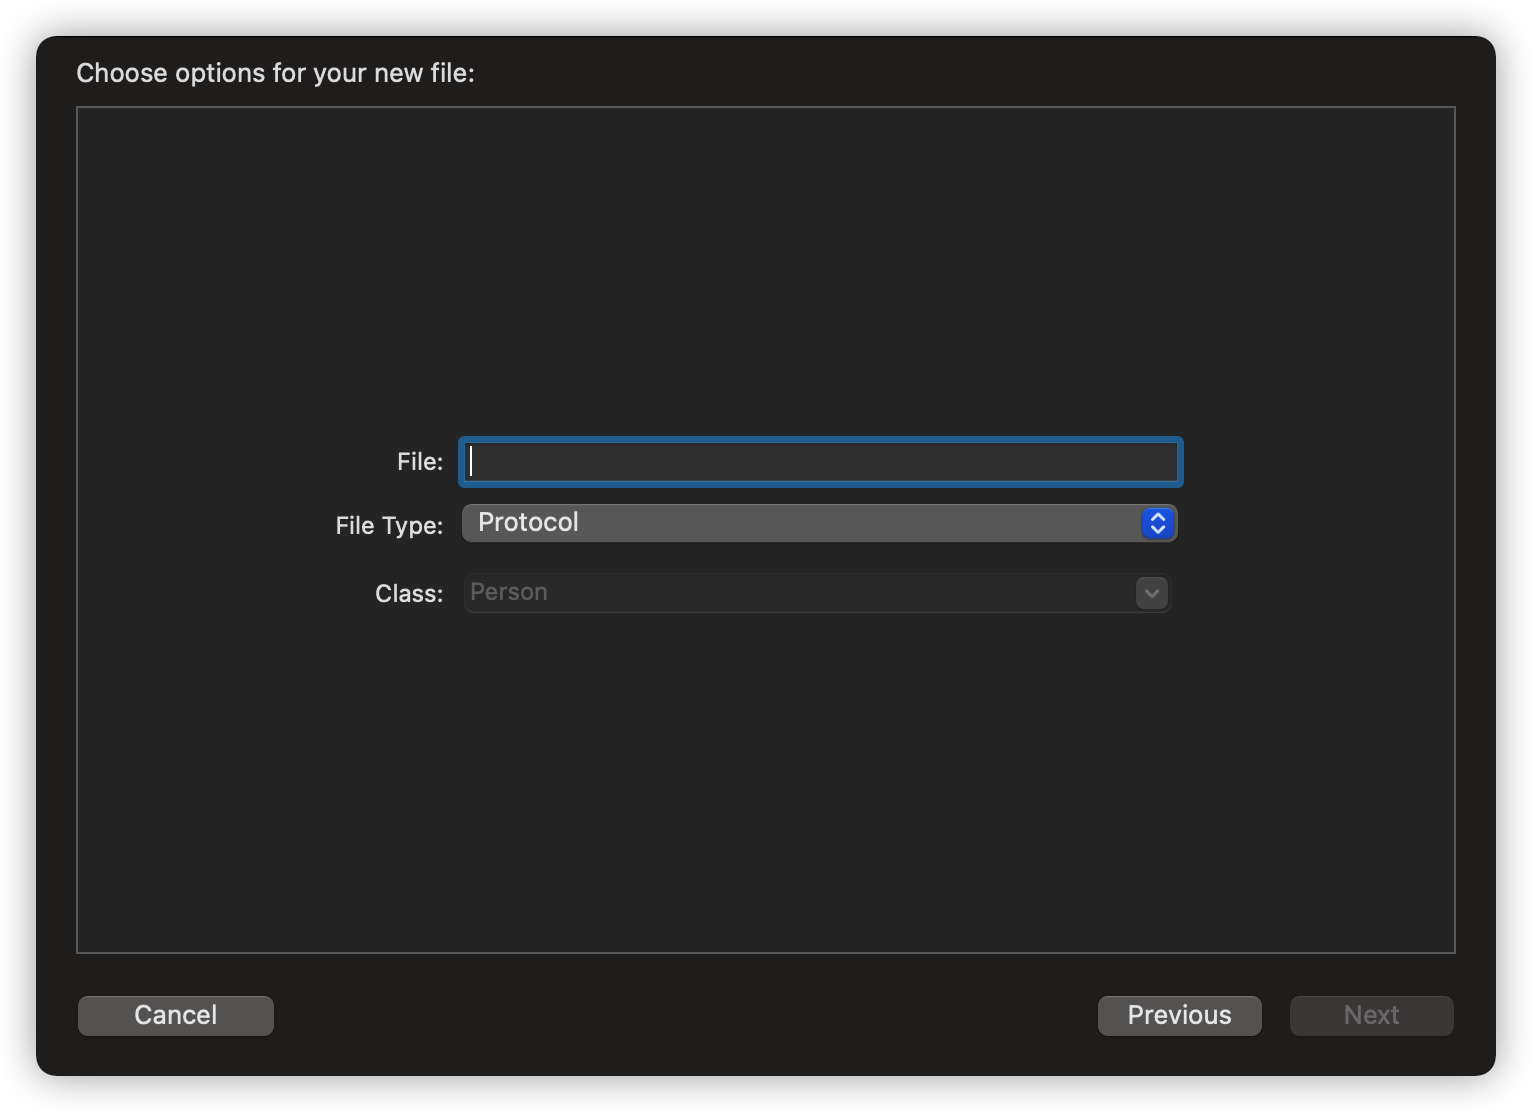 Choose options for your new file:
File:
File Type: Protocol
Class: Person
Cancel Previous Next